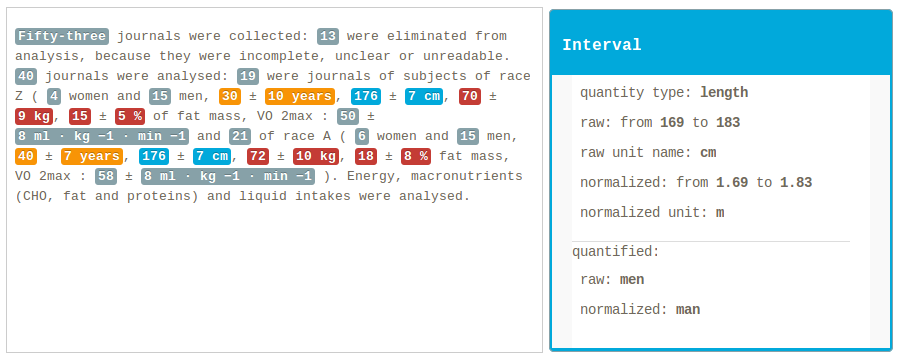 Fifty-three journals were collected: 13 were eliminated from
analysis, because they were incomplete, unclear or unreadable.
40 journals were analysed: 19 were journals of subjects of race
Z ( 4 women and 15 men, 30 ± 10 years, 176 ± 7 cm, 70 ±
9 kg, 15 ± 5 % of fat mass, VO 2max : 50 ±
8 ml · kg −1 · min −1 and 21 of race A ( 6 women and 15 men,
40 ± 7 years, 176 ± 7 cm, 72 ± 10 kg, 18 ± 8 % fat mass,
VO 2max : 58 ± 8 ml · kg −1 · min −1 ). Energy, macronutrients
(CHO, fat and proteins) and liquid intakes were analysed.
Interval
quantity type: length
raw: from 169 to 183
raw unit name: cm
normalized: from 1.69 to 1.83
normalized unit: m
quantified:
raw: men
normalized: man